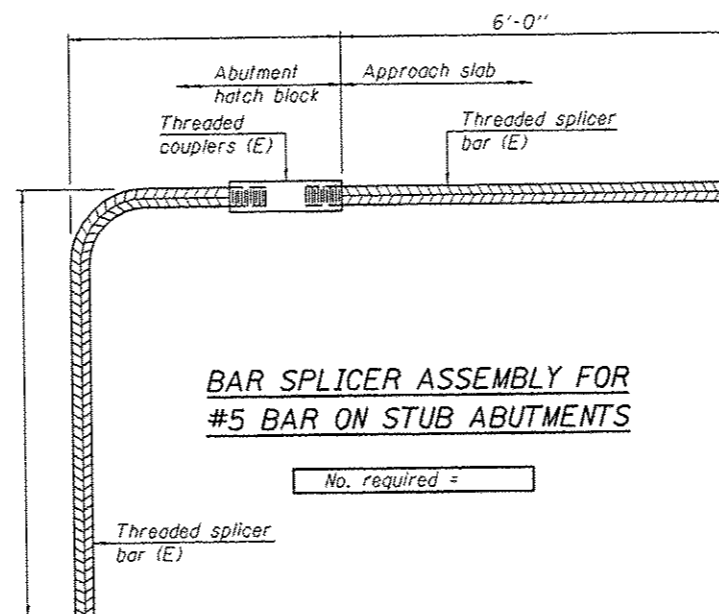 6'-0"
Abutment
hatch block
Approach slab
Threaded
couplers (E)
Threaded splicer
bar (E)
BAR SPLICER ASSEMBLY FOR
#5 BAR ON STUB ABUTMENTS
No. required =
Threaded splicer
bar (E)